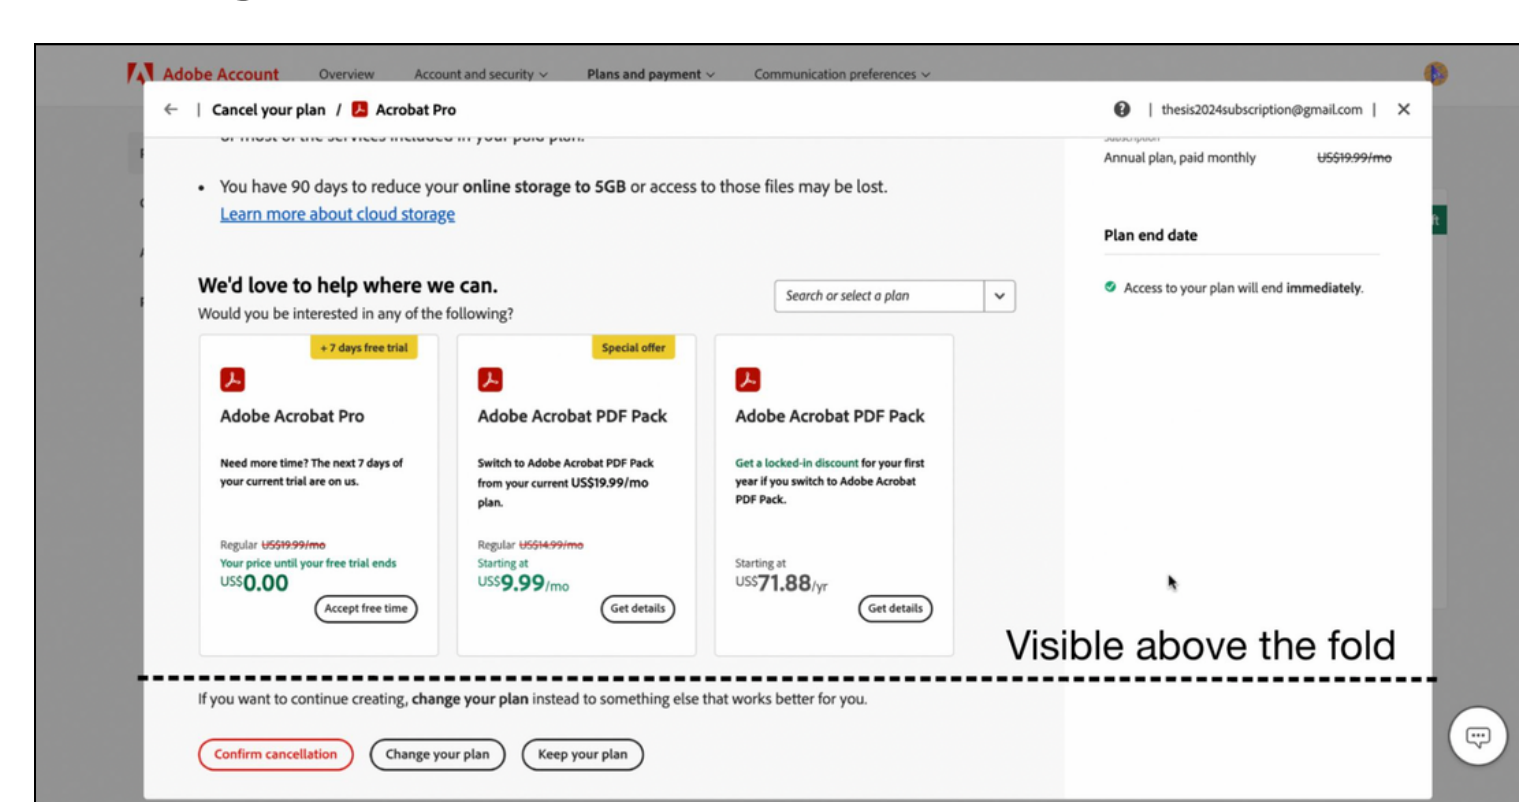 Adobe Account Overview Account and security Plans and payment Communication preferences
Cancel your plan / Acrobat Pro
? | thesis2024subscription@gmail.com |
or most of the services included in your paid plan.
Subscription
Annual plan, paid monthly US$19.99/mo
• You have 90 days to reduce your online storage to 5GB or access to those files may be lost.
Learn more about cloud storage
Plan end date
Access to your plan will end immediately.
We'd love to help where we can.
Would you be interested in any of the following?
Search or select a plan
+ 7 days free trial
Adobe Acrobat Pro
Need more time? The next 7 days of
your current trial are on us.
Regular US$19.99/mo
Your price until your free trial ends
US$0.00
Accept free time
Special offer
Adobe Acrobat PDF Pack
Switch to Adobe Acrobat PDF Pack
from your current US$19.99/mo
plan.
Regular US$14.99/mo
Starting at
US$9.99/mo
Get details
Adobe Acrobat PDF Pack
Get a locked-in discount for your first
year if you switch to Adobe Acrobat
PDF Pack.
Starting at
US$71.88/yr
Get details
Visible above the fold
If you want to continue creating, change your plan instead to something else that works better for you.
Confirm cancellation
Change your plan
Keep your plan